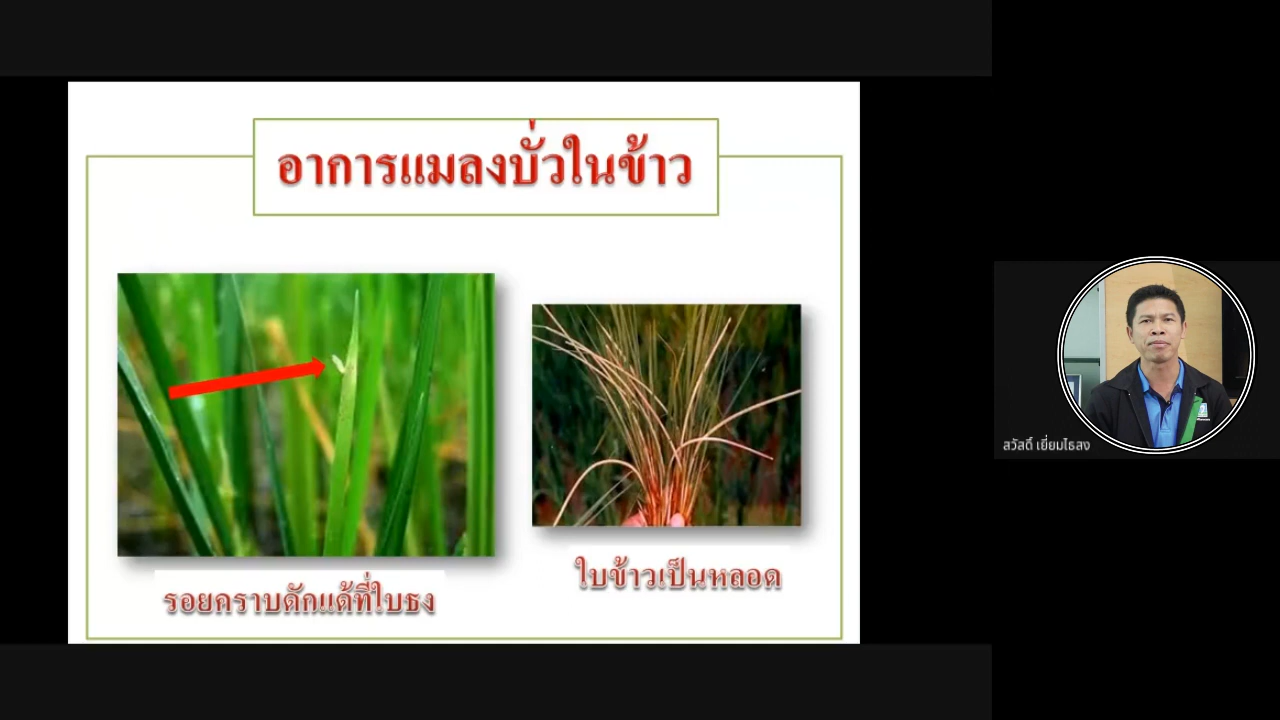 อาการแมลงบั่วในข้าว
ใบข้าวเป็นหลอด
รอยคราบดักแด้ที่ใบธง
สวัสดิ์ เยี่ยมไธสง